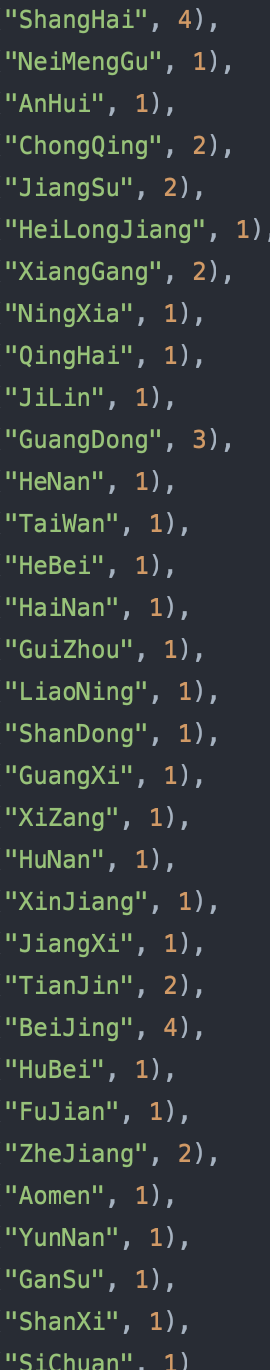 "ShangHai", 4),
"NeiMengGu", 1),
"AnHui", 1),
"ChongQing", 2),
"JiangSu", 2),
"HeiLongJiang", 1),
"XiangGang", 2),
"NingXia", 1),
"QingHai", 1),
"JiLin", 1),
"GuangDong", 3),
"HeNan", 1),
"TaiWan", 1),
"HeBei", 1),
"HaiNan", 1),
"GuiZhou", 1),
"LiaoNing", 1),
"ShanDong", 1),
"GuangXi", 1),
"XiZang", 1),
"HuNan", 1),
"XinJiang", 1),
"JiangXi", 1),
"TianJin", 2),
"BeiJing", 4),
"HuBei", 1),
"FuJian", 1),
"ZheJiang", 2),
"Aomen", 1),
"YunNan", 1),
"GanSu", 1),
"ShanXi", 1),
"SiChuan", 1)